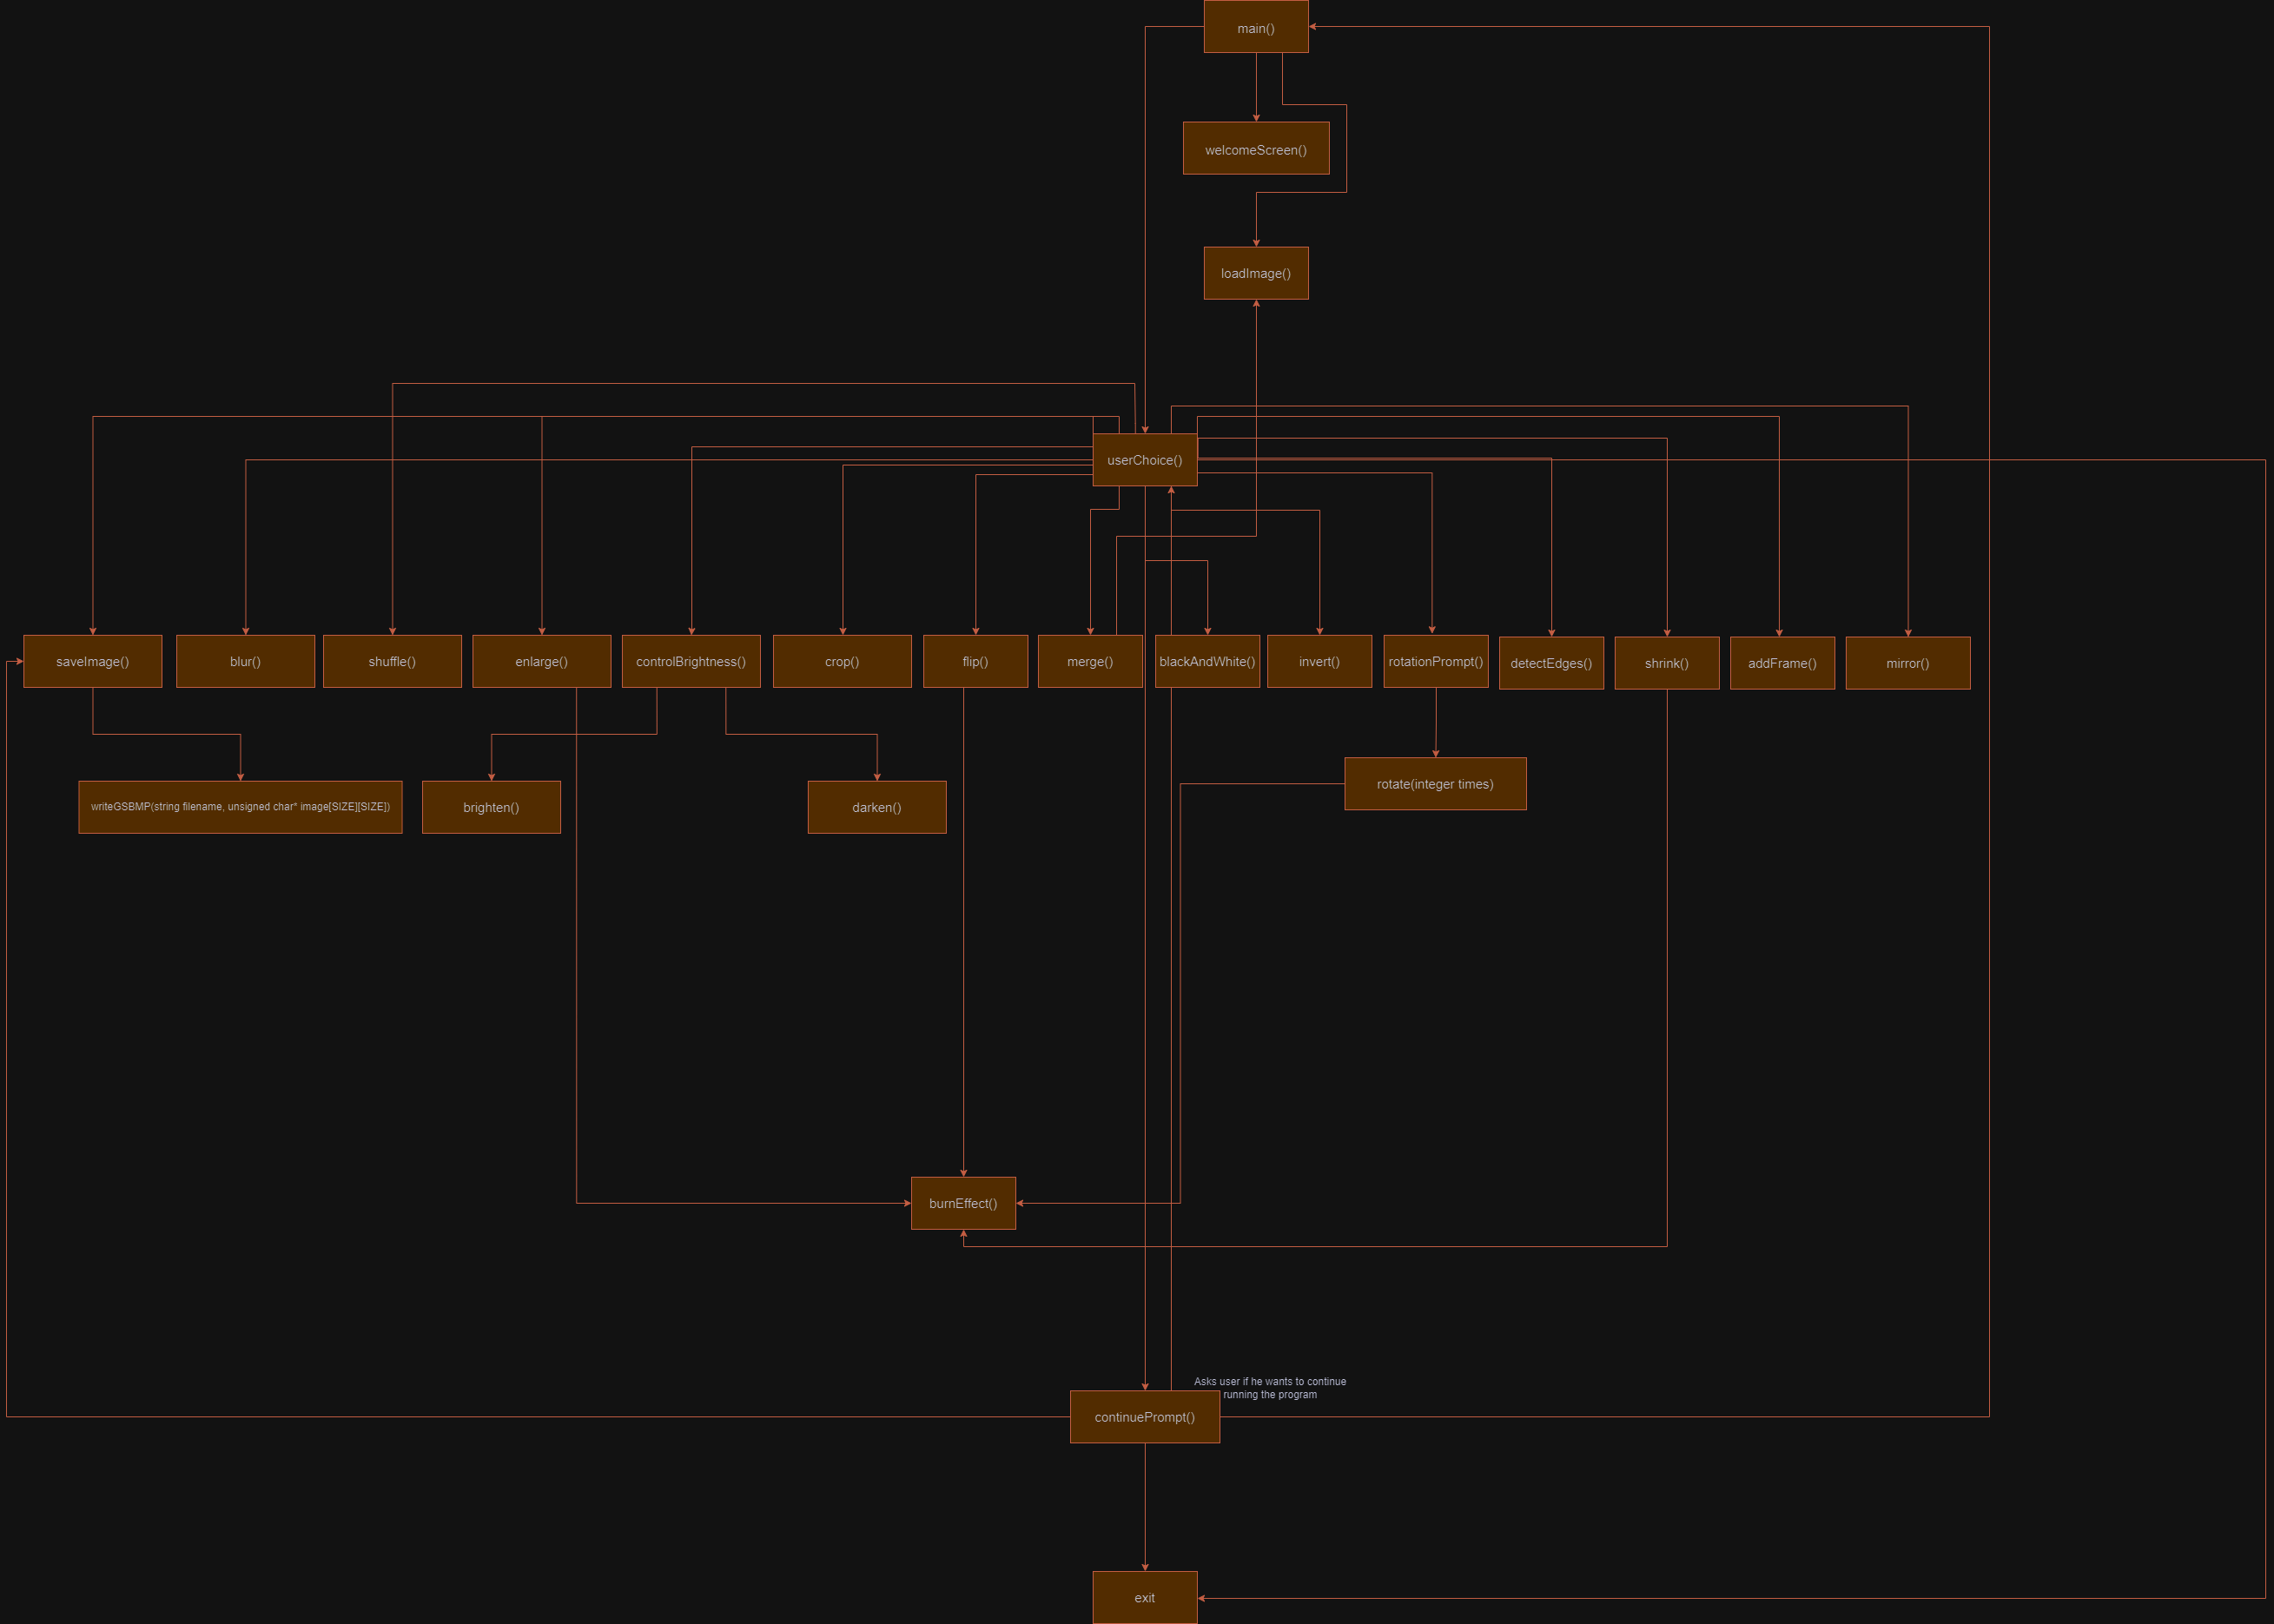 main()
welcomeScreen()
loadImage()
userChoice()
saveImage()
blur()
shuffle()
enlarge()
controlBrightness()
crop()
flip()
merge()
blackAndWhite()
invert()
rotationPrompt()
detectEdges()
shrink()
addFrame()
mirror()
rotate(integer times)
writeGSBMP(string filename, unsigned char* image[SIZE][SIZE])
brighten()
darken()
burnEffect()
Asks user if he wants to continue
running the program
continuePrompt()
exit